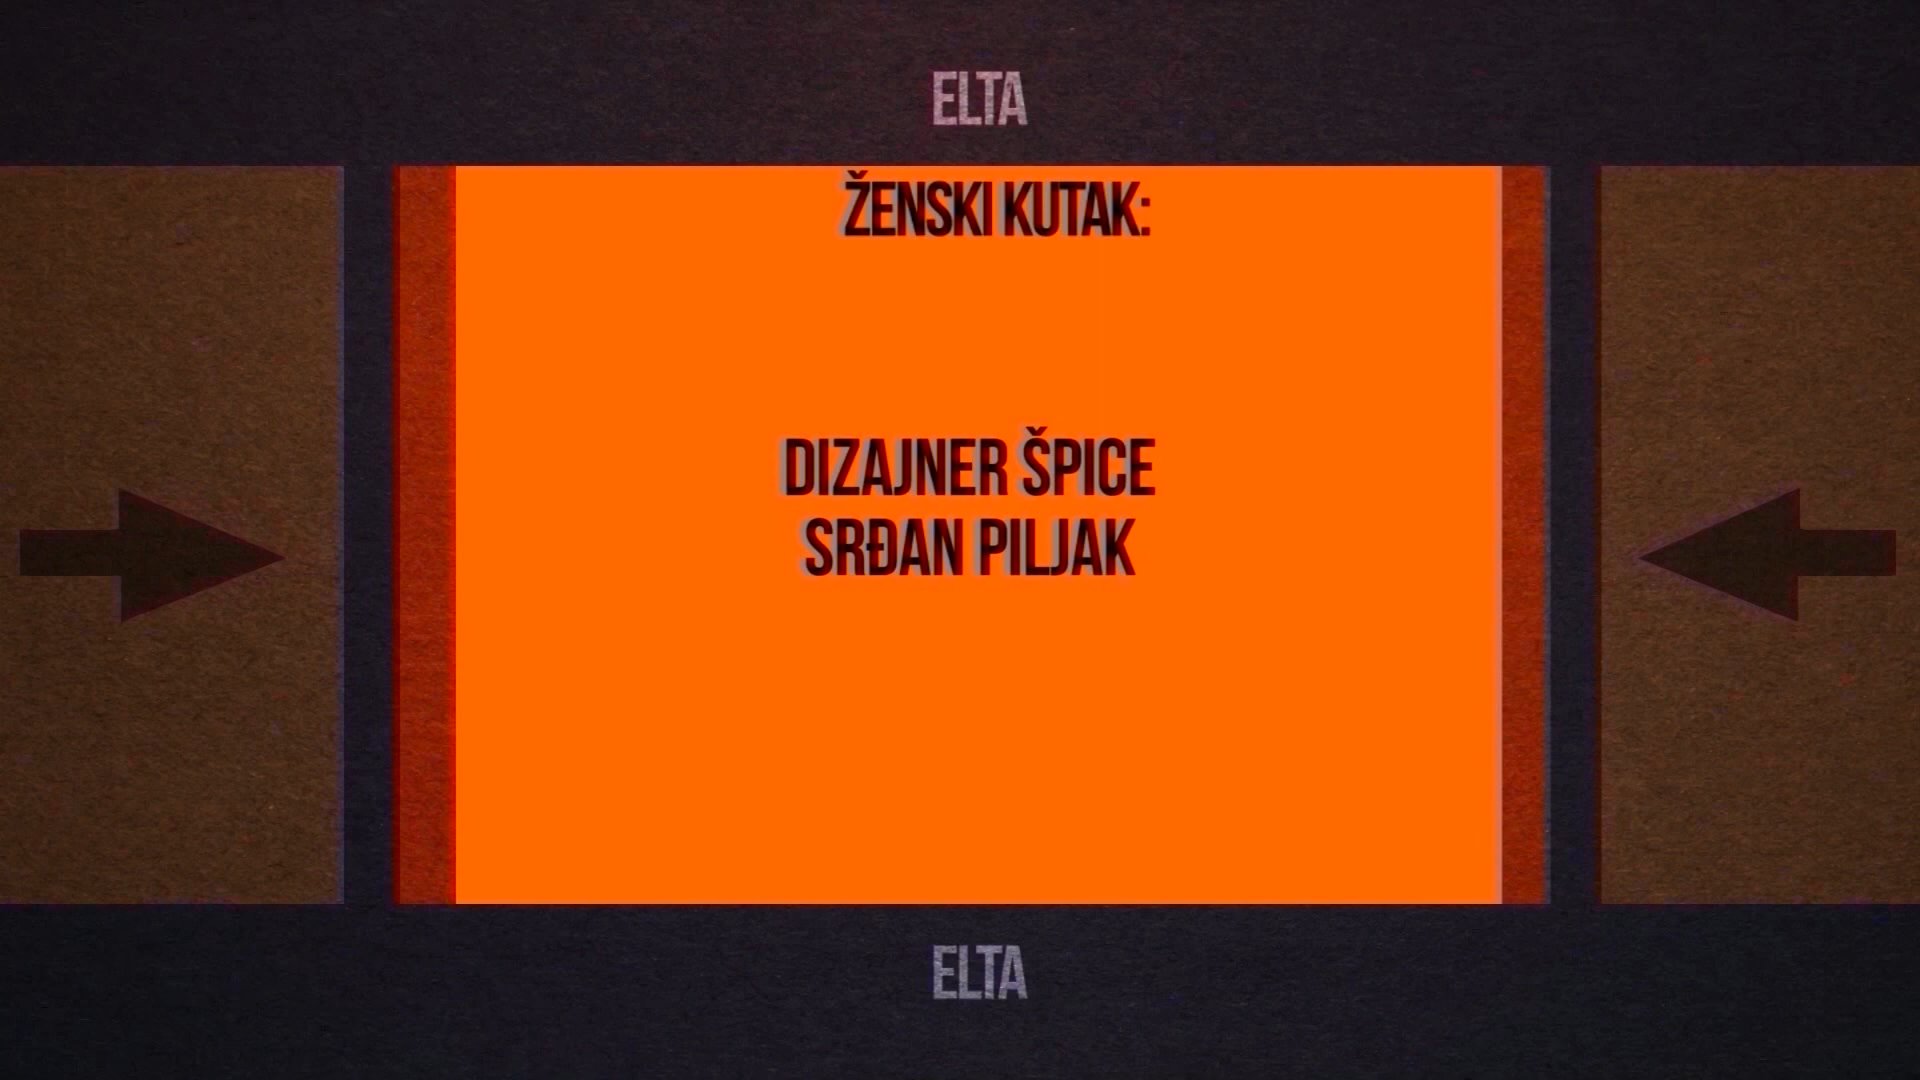 ELTA
ŽENSKI KUTAK:
DIZAJNER ŠPICE
SRĐAN PILJAK
ELTA